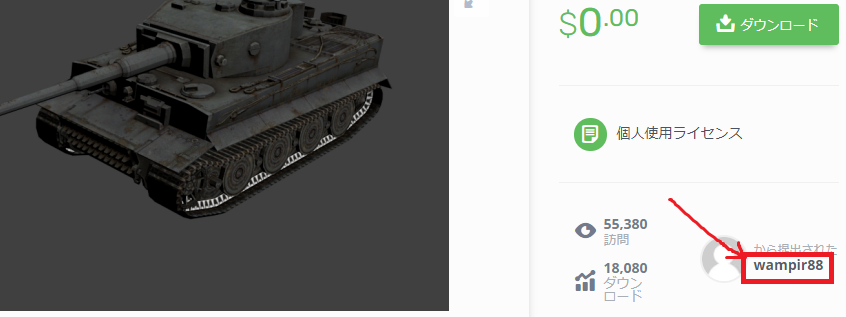 $0.00
ダウンロード
個人使用ライセンス
55,380
訪問
18,080
ダウン
ロード
から提出された
wampir88